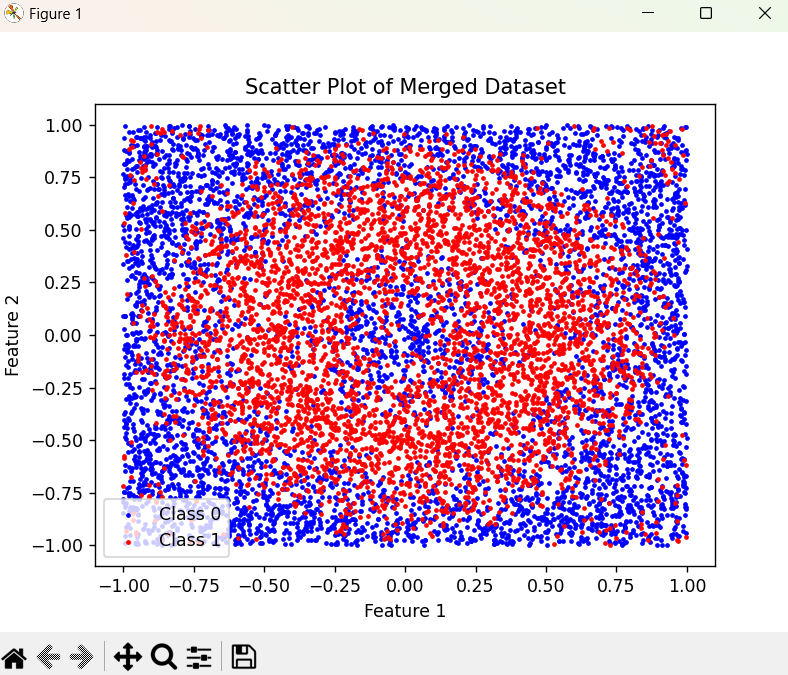 Figure 1
Scatter Plot of Merged Dataset
1.00
0.75
0.50
0.25
0.00
−0.25
−0.50
−0.75
−1.00
Feature 2
Class 0
Class 1
−1.00 −0.75 −0.50 −0.25 0.00 0.25 0.50 0.75 1.00
Feature 1